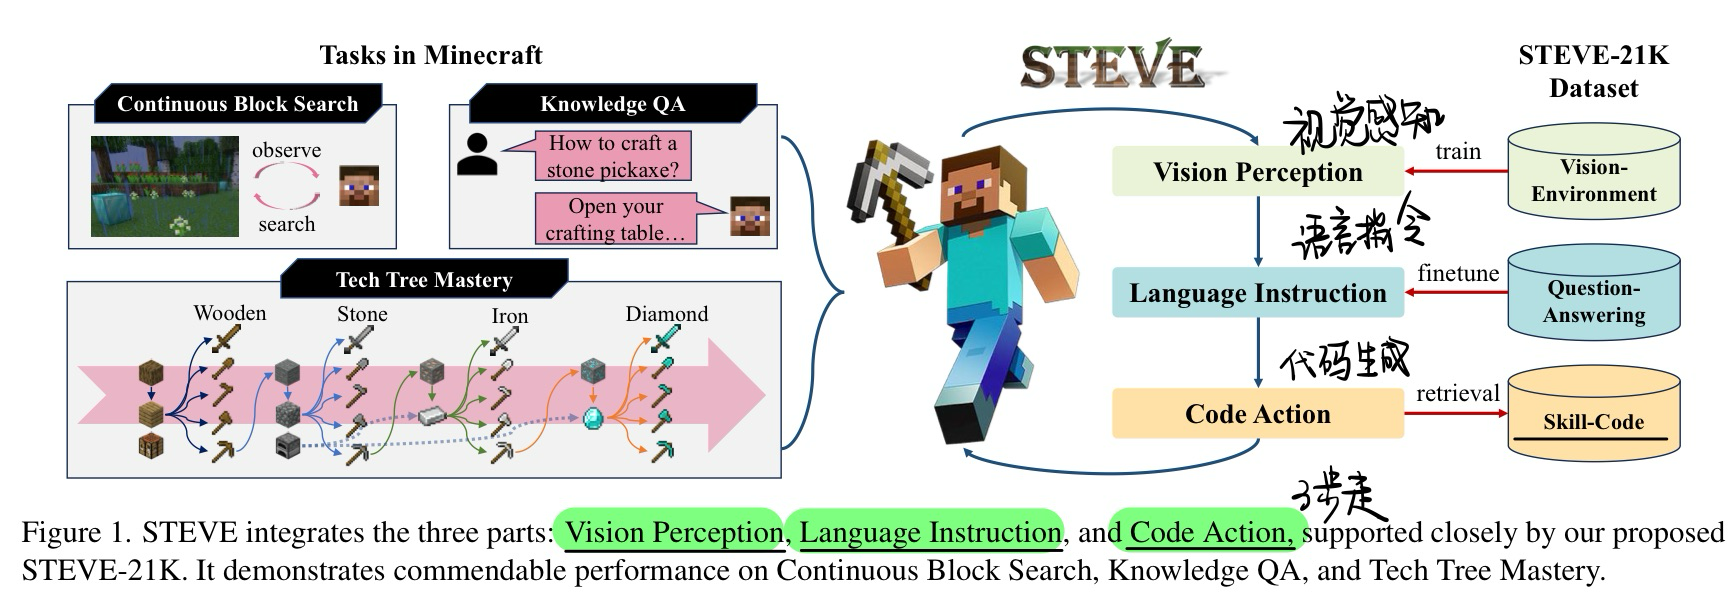 Tasks in Minecraft
Continuous Block Search
observe
search
Knowledge QA
How to craft a
stone pickaxe?
Open your
crafting table…
Tech Tree Mastery
Wooden
Stone
Iron
Diamond
STEVE
视觉感知
Vision Perception
语言指令
Language Instruction
代码生成
Code Action
3步走
train
finetune
retrieval
STEVE-21K
Dataset
Vision-
Environment
Question-
Answering
Skill-Code
Figure 1. STEVE integrates the three parts: Vision Perception, Language Instruction, and Code Action, supported closely by our proposed
STEVE-21K. It demonstrates commendable performance on Continuous Block Search, Knowledge QA, and Tech Tree Mastery.